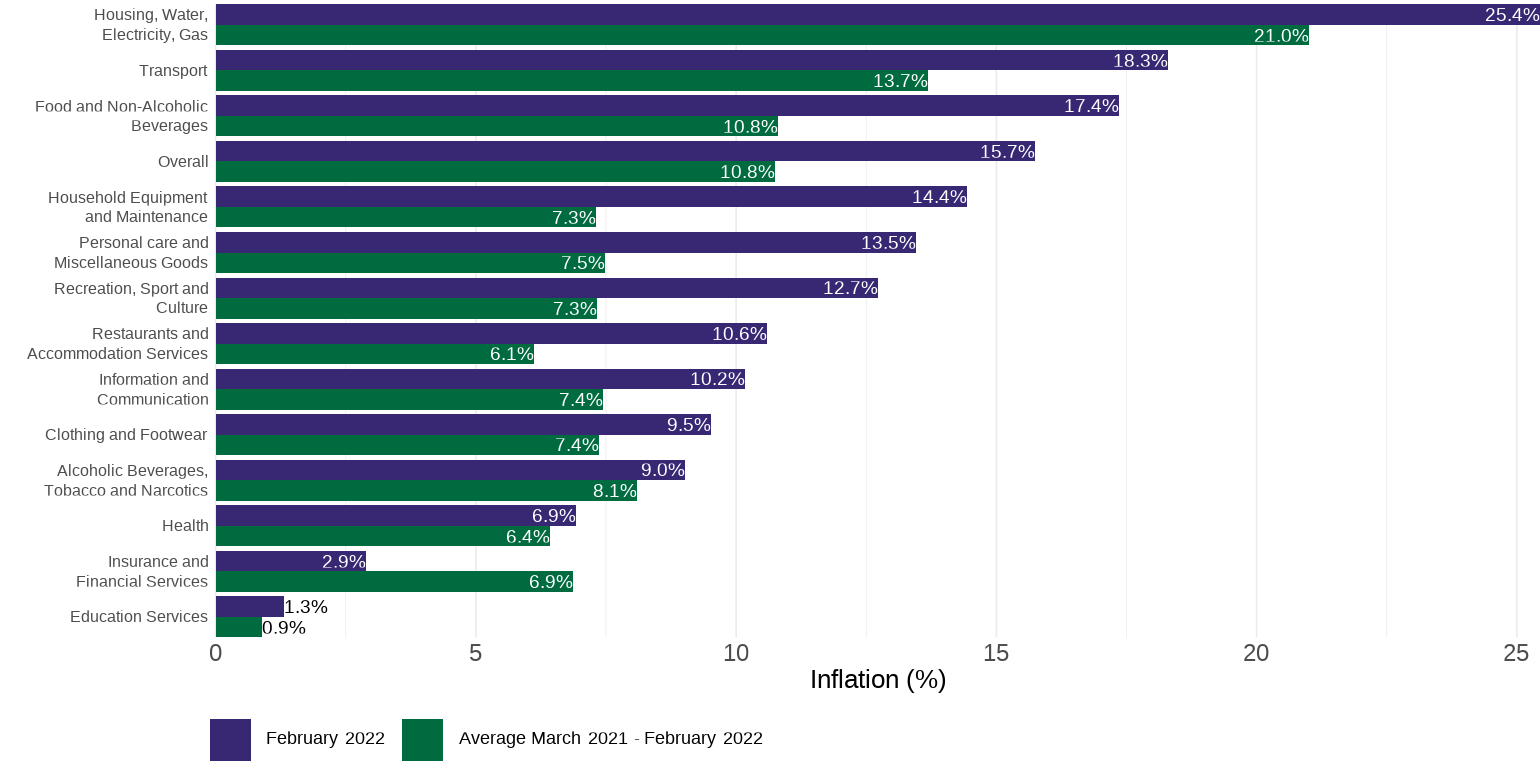 Housing, Water,
Electricity, Gas
25.4%
21.0%
Transport
18.3%
13.7%
Food and Non-Alcoholic
Beverages
17.4%
10.8%
Overall
15.7%
10.8%
Household Equipment
and Maintenance
14.4%
7.3%
Personal care and
Miscellaneous Goods
13.5%
7.5%
Recreation, Sport and
Culture
12.7%
7.3%
Restaurants and
Accommodation Services
10.6%
6.1%
Information and
Communication
10.2%
7.4%
Clothing and Footwear
9.5%
7.4%
Alcoholic Beverages,
Tobacco and Narcotics
9.0%
8.1%
Health
6.9%
6.4%
Insurance and
Financial Services
2.9%
6.9%
Education Services
1.3%
0.9%
0 5 10 15 20 25
Inflation (%)
February 2022 Average March 2021 - February 2022